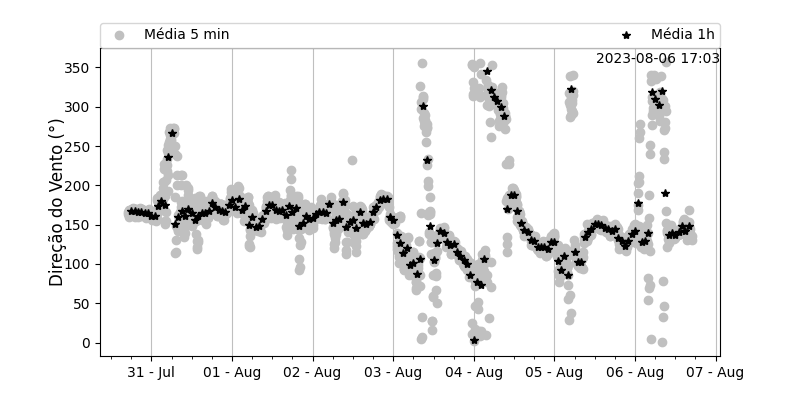 Média 5 min
Média 1h
2023-08-06 17:03
Direção do Vento (°)
350
300
250
200
150
100
50
0
31 - Jul
01 - Aug
02 - Aug
03 - Aug
04 - Aug
05 - Aug
06 - Aug
07 - Aug